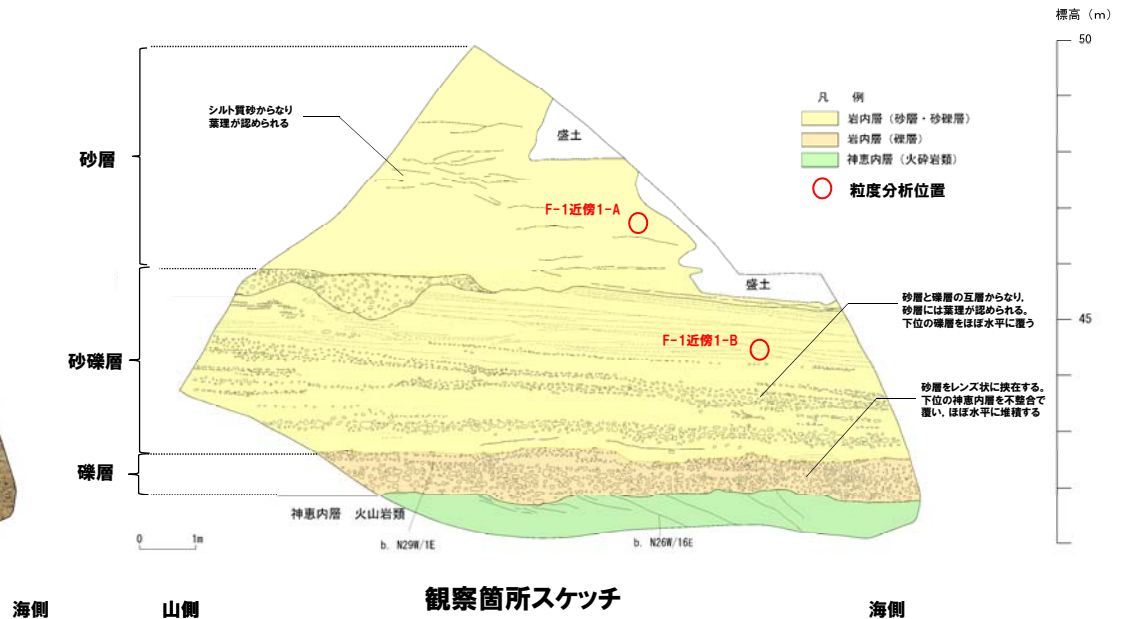 標高（m）
50
凡 例
岩内層（砂層・砂礫層）
岩内層（礫層）
神恵内層（火砕岩類）
粒度分析位置
シルト質砂からなり
葉理が認められる
盛土
砂層
F-1近傍1-A
盛土
砂層と礫層の互層からなり，
砂層には葉理が認められる。
下位の礫層をほぼ水平に覆う
45
F-1近傍1-B
砂礫層
砂層をレンズ状に挟在する。
下位の神恵内層を不整合で
覆い，ほぼ水平に堆積する
礫層
神恵内層 火山岩類
0 1m
b. N29W/1E
b. N26W/16E
観察箇所スケッチ
海側
山側
海側